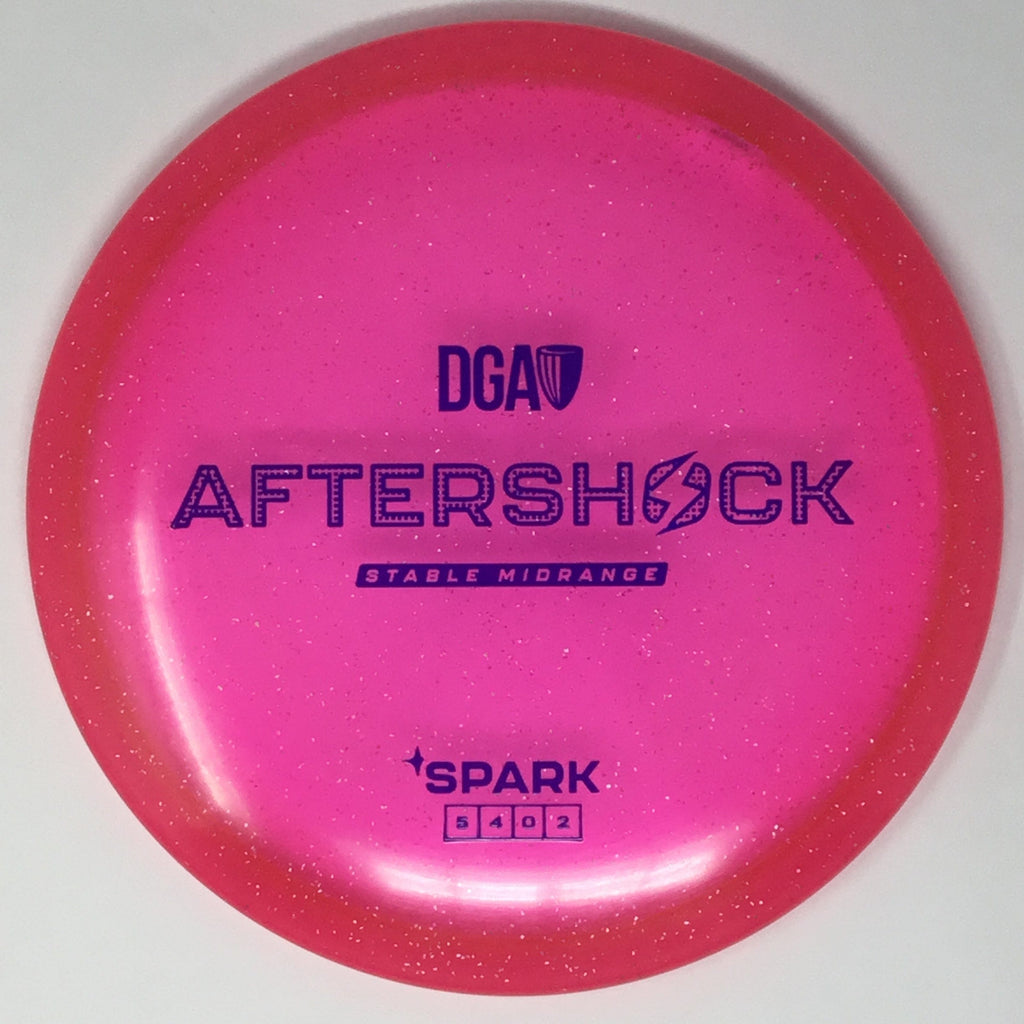 DGA
AFTERSHOCK
STABLE MIDRANGE
SPARK
5 4 0 2